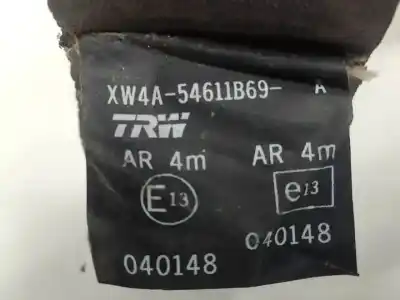 XW4A-54611B69- A
TRW
AR 4m AR 4m
E13 e13
040148 040148